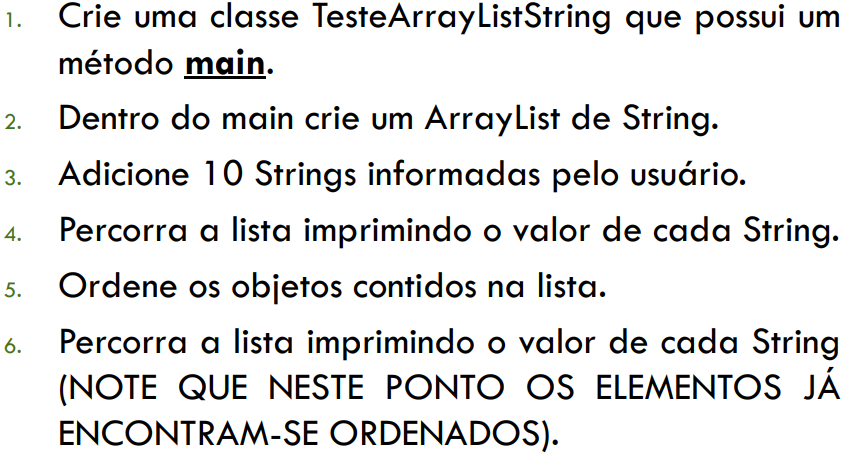 1. Crie uma classe TesteArrayListString que possui um
método main.
2. Dentro do main crie um ArrayList de String.
3. Adicione 10 Strings informadas pelo usuário.
4. Percorra a lista imprimindo o valor de cada String.
5. Ordene os objetos contidos na lista.
6. Percorra a lista imprimindo o valor de cada String
(NOTE QUE NESTE PONTO OS ELEMENTOS JÁ
ENCONTRAM-SE ORDENADOS).